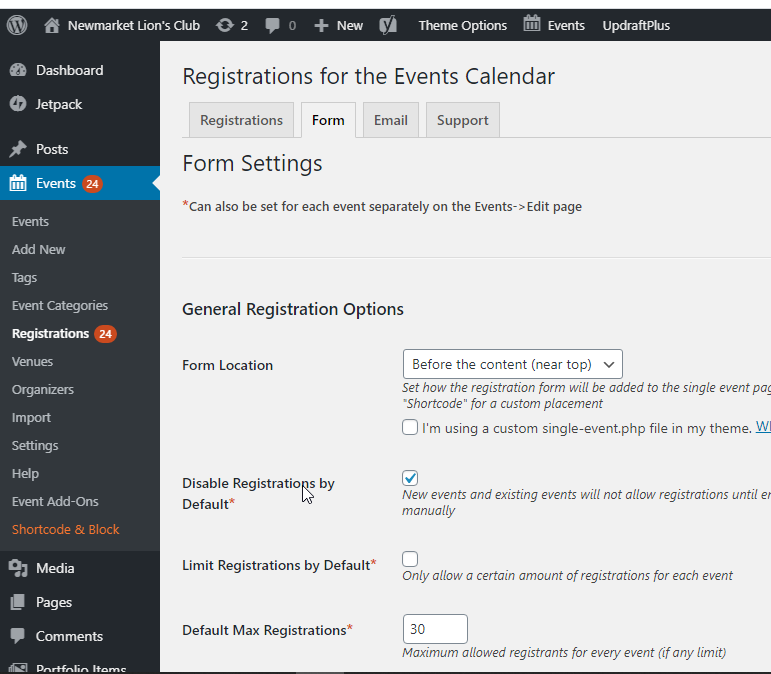 Newmarket Lion's Club 2 0 New Theme Options Events UpdraftPlus
Dashboard
Jetpack
Posts
Events 24
Events
Add New
Tags
Event Categories
Registrations 24
Venues
Organizers
Import
Settings
Help
Event Add-Ons
Shortcode & Block
Media
Pages
Comments
Portfolio Items
Registrations for the Events Calendar
Registrations Form Email Support
Form Settings
*Can also be set for each event separately on the Events->Edit page
General Registration Options
Form Location
Before the content (near top)
Set how the registration form will be added to the single event pag
"Shortcode" for a custom placement
I'm using a custom single-event.php file in my theme. Wh
Disable Registrations by
Default*
New events and existing events will not allow registrations until en
manually
Limit Registrations by Default*
Only allow a certain amount of registrations for each event
Default Max Registrations*
30
Maximum allowed registrants for every event (if any limit)